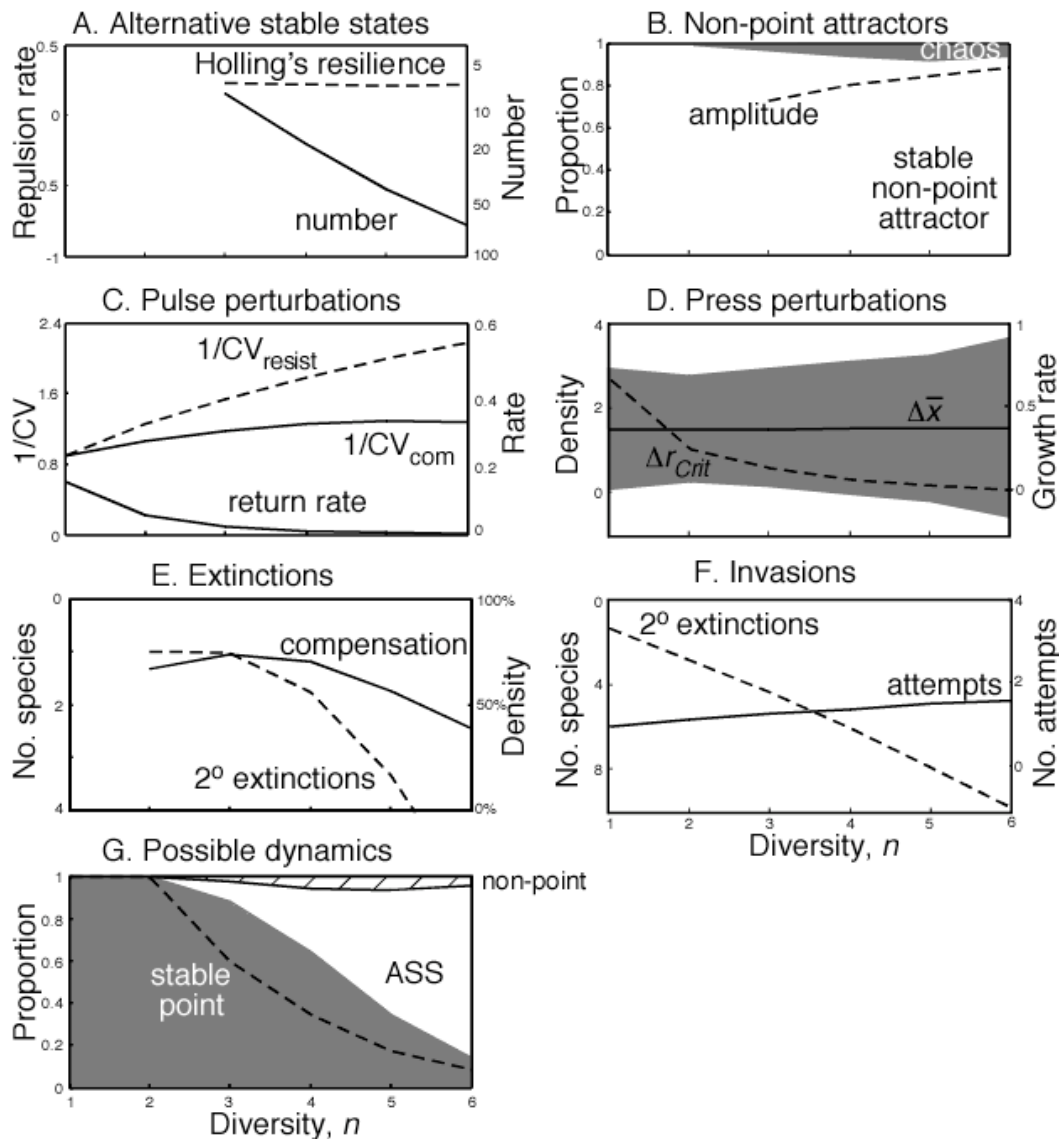 A. Alternative stable states
Repulsion rate
0.5
0
-0.5
-1
Holling's resilience
number
5
10
20
50
100
Number
B. Non-point attractors
Proportion
1
0.8
0.6
0.4
0.2
0
chaos
amplitude
stable
non-point
attractor
C. Pulse perturbations
1/CV
2.4
1.6
0.8
0
1/CVresist
1/CVcom
return rate
0.6
0.4
0.2
0
Rate
D. Press perturbations
Density
4
2
0
Δx̅
ΔrCrit
1
0.5
0
Growth rate
E. Extinctions
No. species
0
2
4
compensation
2º extinctions
100%
50%
0%
Density
F. Invasions
No. species
0
4
8
2º extinctions
attempts
4
2
0
No. attempts
1 2 3 4 5 6
Diversity, n
G. Possible dynamics
Proportion
1
0.8
0.6
0.4
0.2
0
non-point
stable
point
ASS
1 2 3 4 5 6
Diversity, n